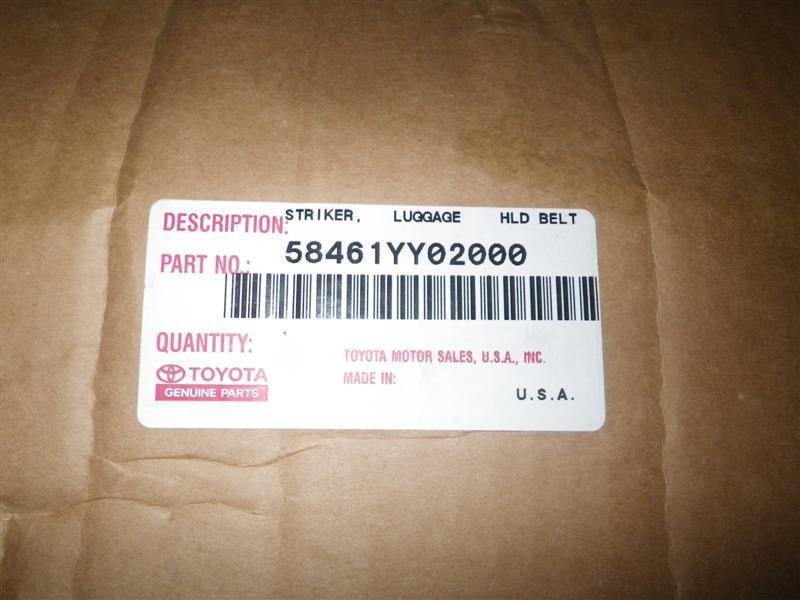 DESCRIPTION: STRIKER, LUGGAGE HLD BELT
PART NO.: 58461YY02000
QUANTITY:
TOYOTA
GENUINE PARTS
TOYOTA MOTOR SALES, U.S.A., INC.
MADE IN:
U.S.A.